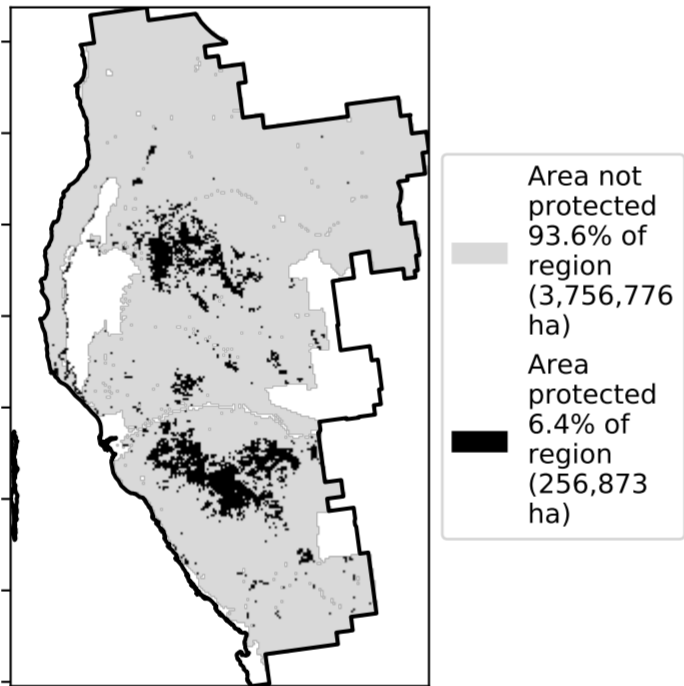 Area not
protected
93.6% of
region
(3,756,776
ha)
Area
protected
6.4% of
region
(256,873
ha)